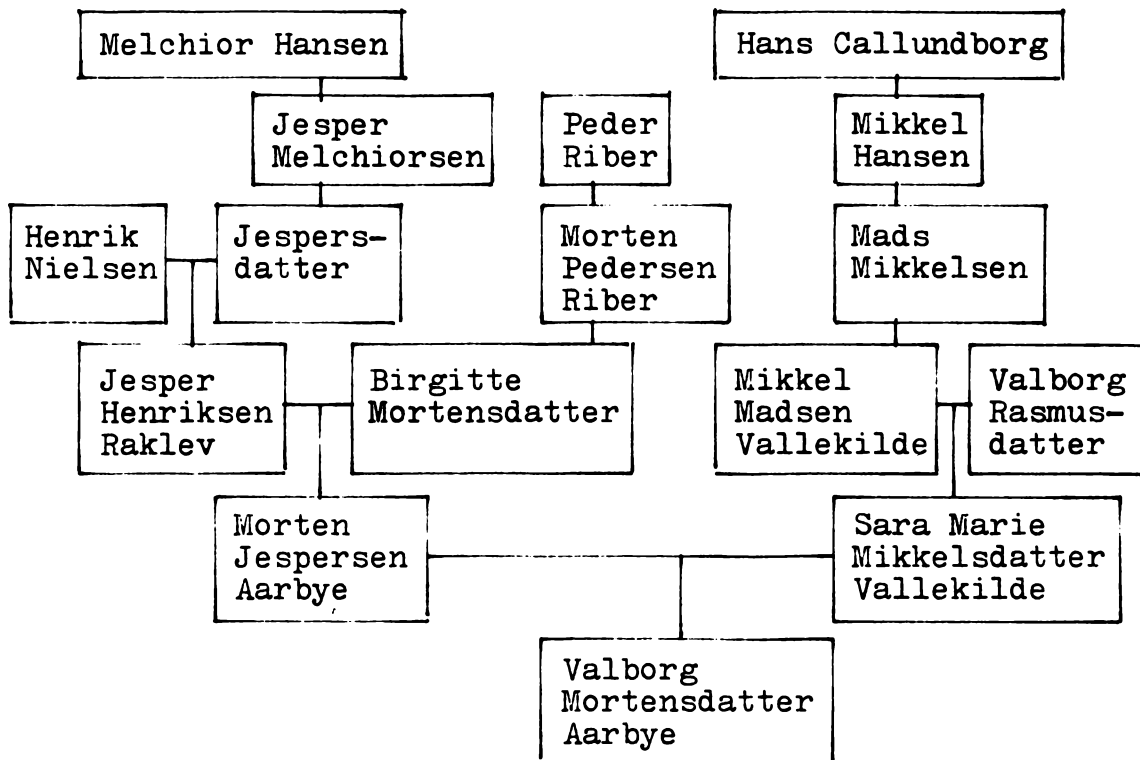 Melchior Hansen
Hans Callundborg
Jesper
Melchiorsen
Peder
Riber
Mikkel
Hansen
Henrik
Nielsen
Jespers-
datter
Morten
Pedersen
Riber
Mads
Mikkelsen
Jesper
Henriksen
Raklev
Birgitte
Mortensdatter
Mikkel
Madsen
Vallekilde
Valborg
Rasmus-
datter
Morten
Jespersen
Aarbye
Sara Marie
Mikkelsdatter
Vallekilde
Valborg
Mortensdatter
Aarbye